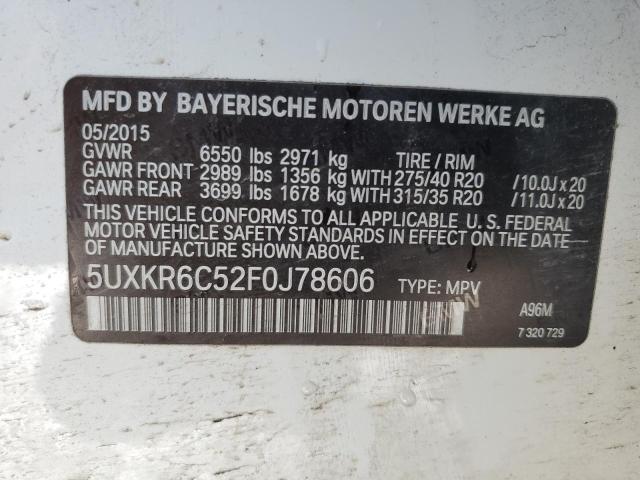 MFD BY BAYERISCHE MOTOREN WERKE AG
05/2015
GVWR 6550 lbs 2971 kg TIRE / RIM
GAWR FRONT 2989 lbs 1356 kg WITH 275/40 R20 /10.0J x 20
GAWR REAR 3699 lbs 1678 kg WITH 315/35 R20 /11.0J x 20
THIS VEHICLE CONFORMS TO ALL APPLICABLE U.S. FEDERAL
MOTOR VEHICLE SAFETY STANDARDS IN EFFECT ON THE DATE
OF MANUFACTURE SHOWN ABOVE.
5UXKR6C52F0J78606 TYPE: MPV
A96M
7 320 729